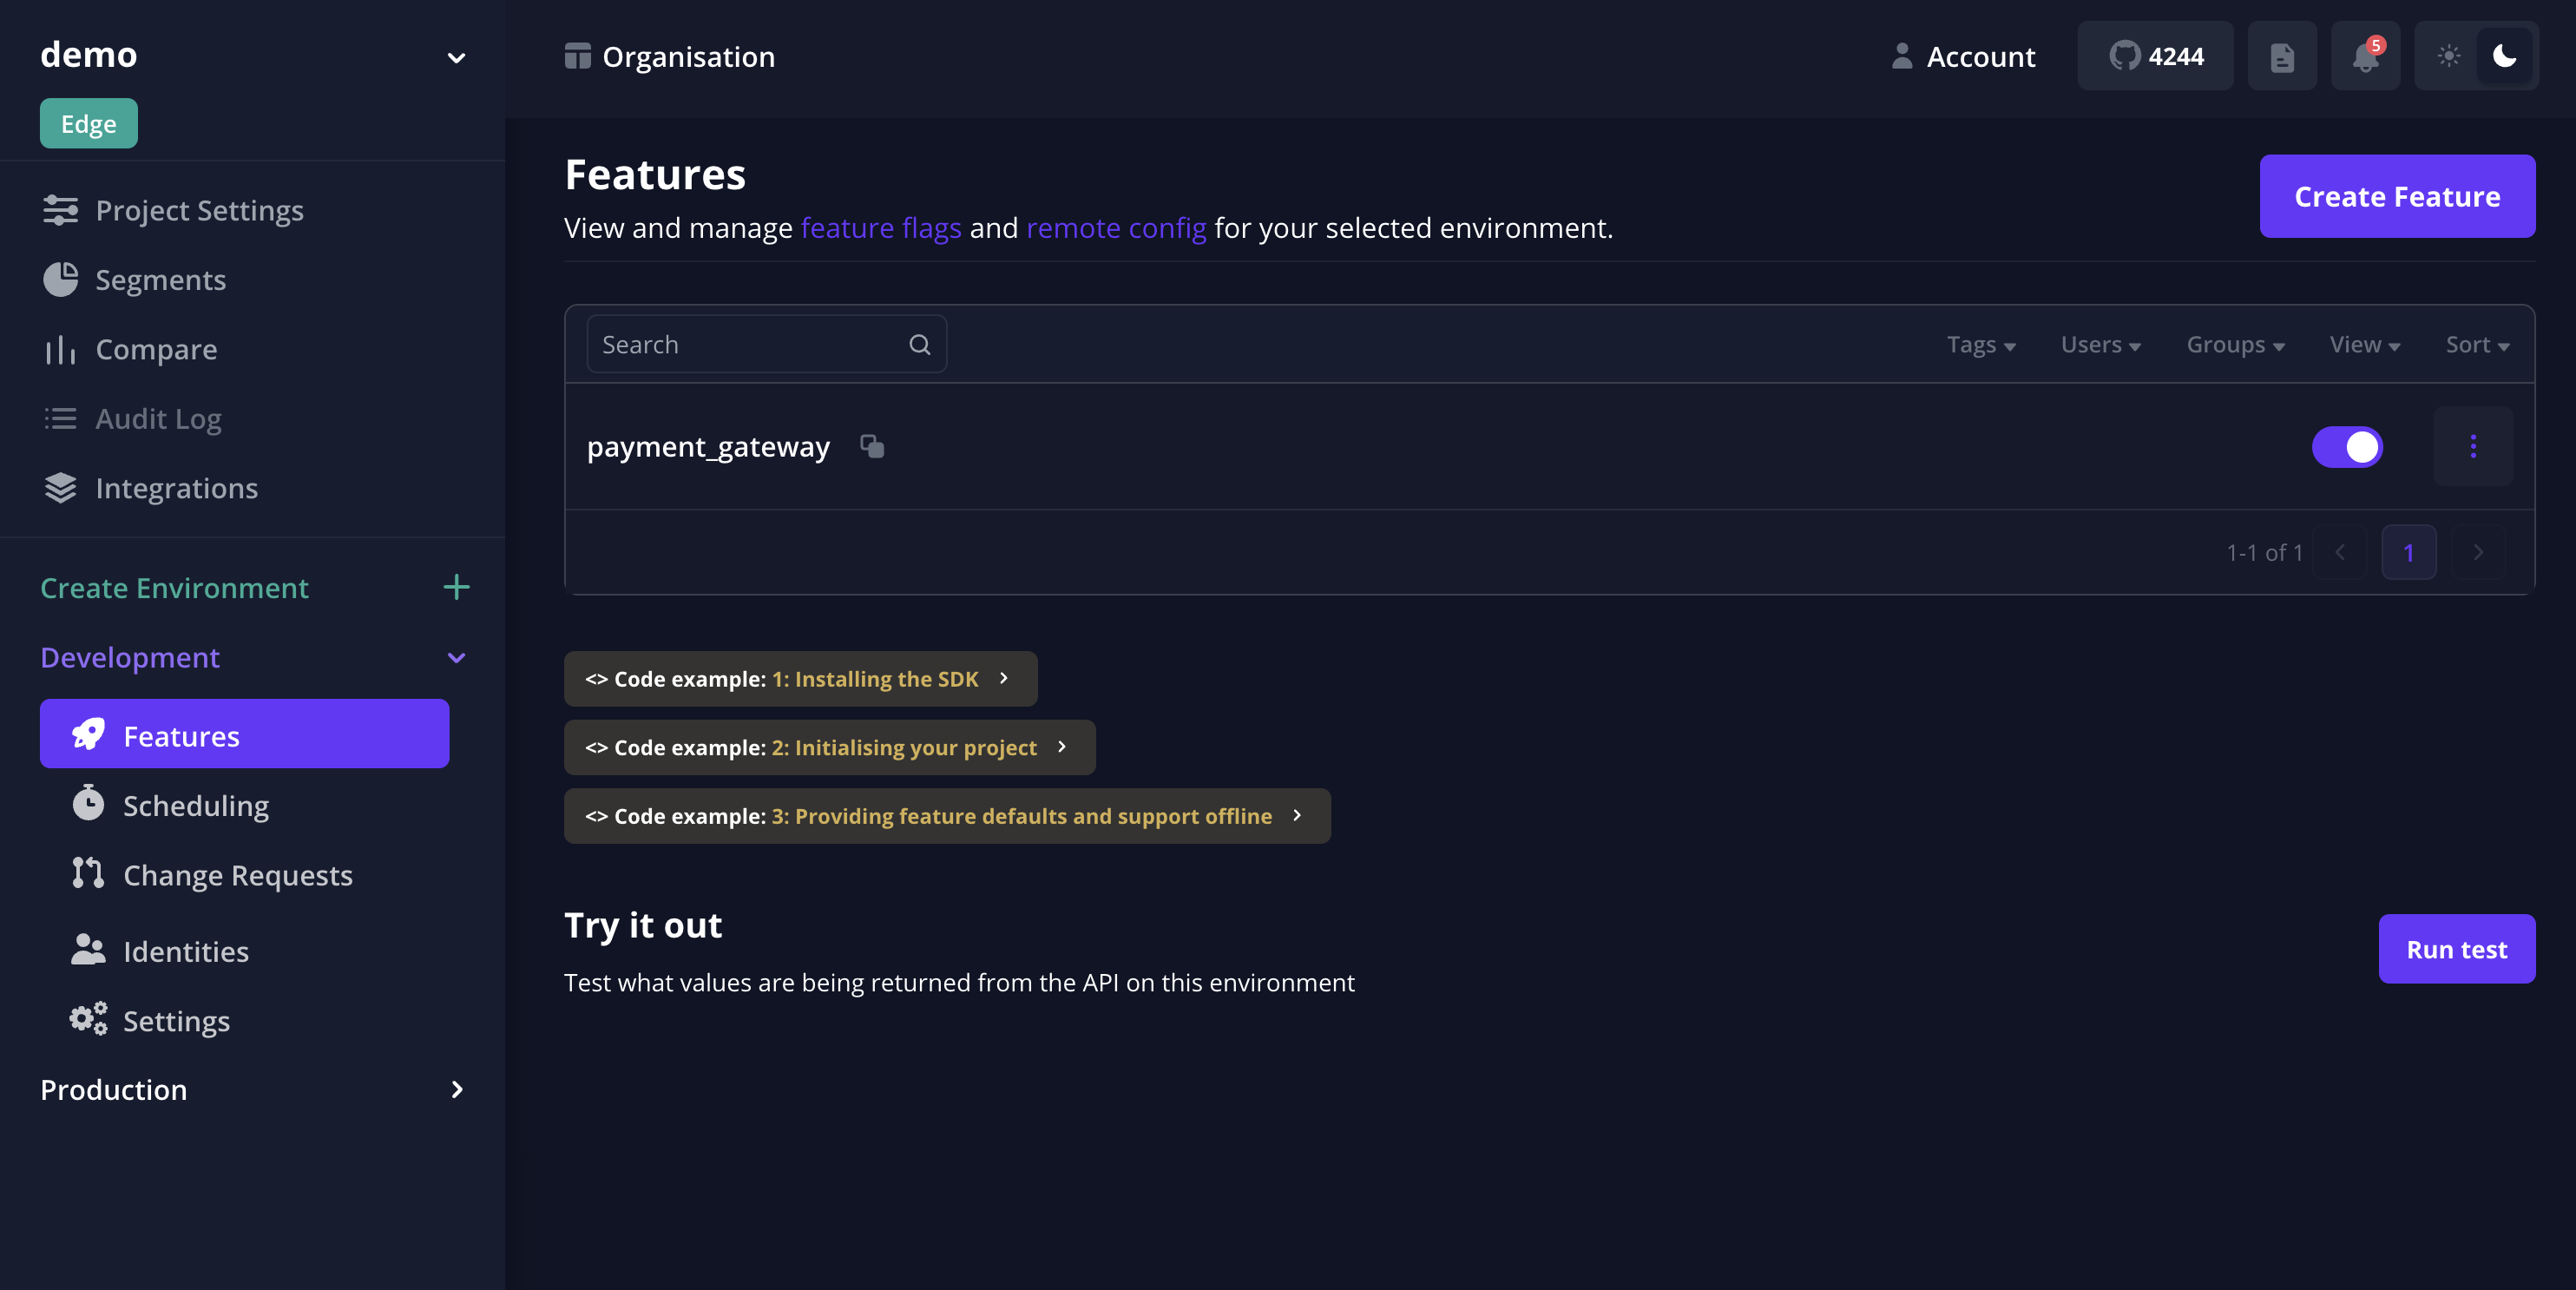 demo
Edge
Project Settings
Segments
Compare
Audit Log
Integrations
Create Environment
Development
Features
Scheduling
Change Requests
Identities
Settings
Production
Organisation
Account
4244
5
Features
View and manage feature flags and remote config for your selected environment.
Create Feature
Search
Tags
Users
Groups
View
Sort
payment_gateway
1-1 of 1
1
<> Code example: 1: Installing the SDK
<> Code example: 2: Initialising your project
<> Code example: 3: Providing feature defaults and support offline
Try it out
Test what values are being returned from the API on this environment
Run test